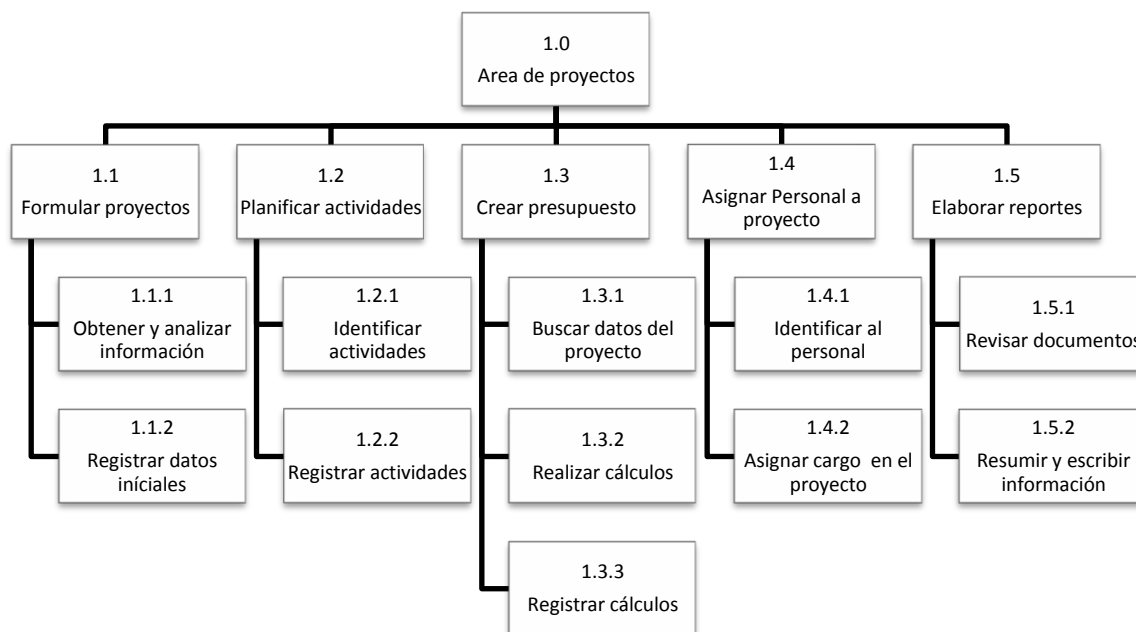 1.0
Area de proyectos
1.1
Formular proyectos
1.2
Planificar actividades
1.3
Crear presupuesto
1.4
Asignar Personal a
proyecto
1.5
Elaborar reportes
1.1.1
Obtener y analizar
información
1.2.1
Identificar
actividades
1.3.1
Buscar datos del
proyecto
1.4.1
Identificar al
personal
1.5.1
Revisar documentos
1.1.2
Registrar datos
iníciales
1.2.2
Registrar actividades
1.3.2
Realizar cálculos
1.4.2
Asignar cargo en el
proyecto
1.5.2
Resumir y escribir
información
1.3.3
Registrar cálculos